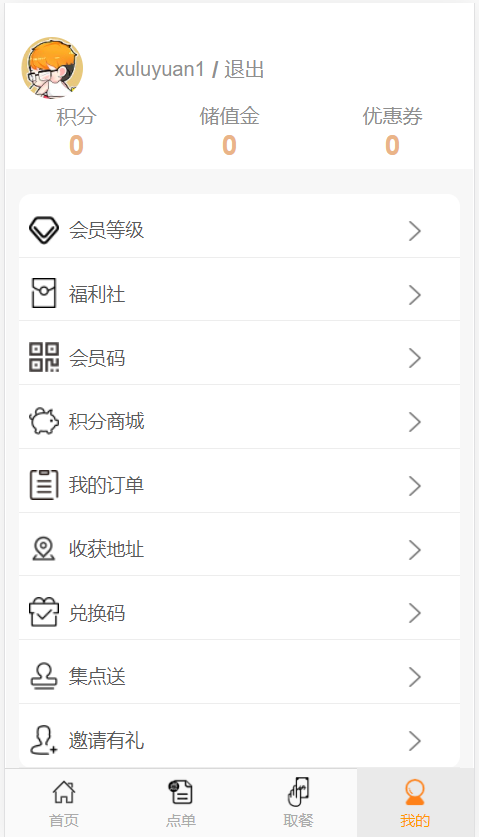 xuluyuan1 / 退出
积分 储值金 优惠券
0 0 0
会员等级
福利社
会员码
积分商城
我的订单
收获地址
兑换码
集点送
邀请有礼
首页 点单 取餐 我的